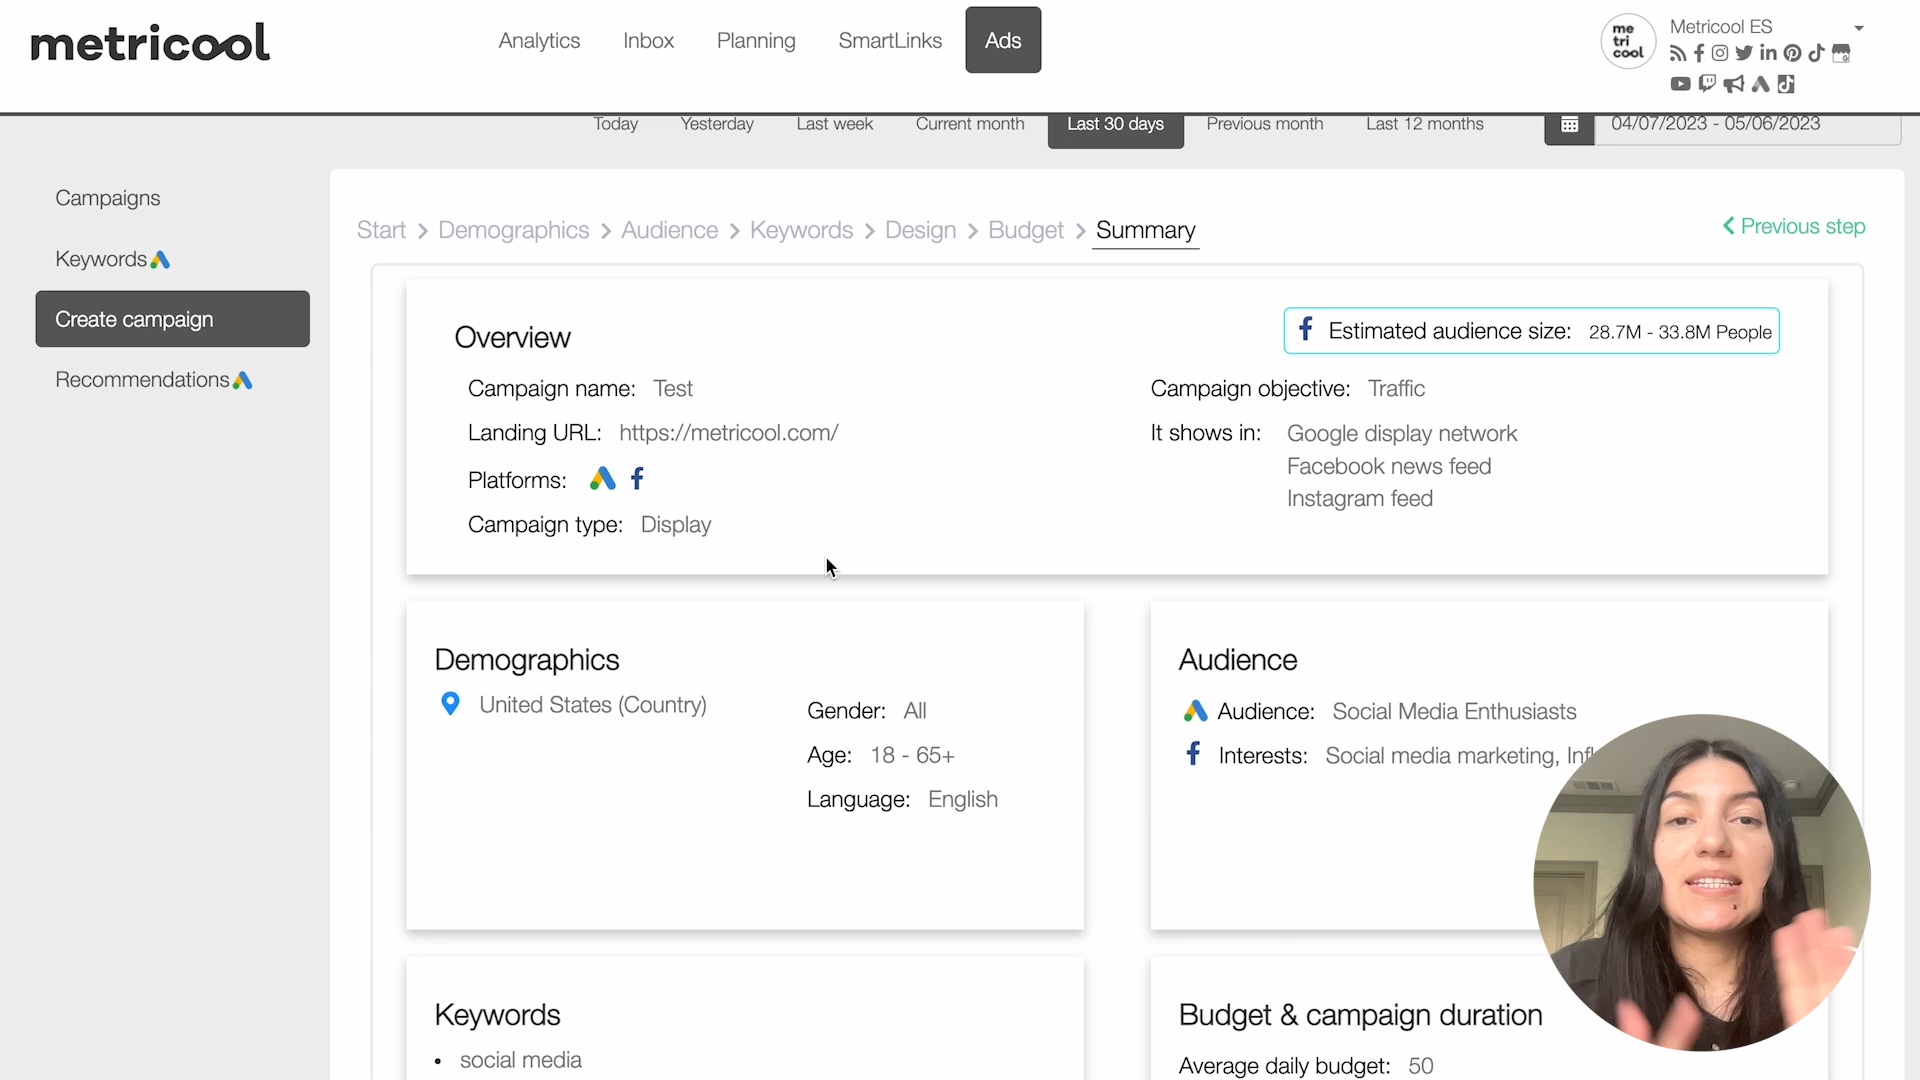 metricool
Analytics
Inbox
Planning
SmartLinks
Ads
me
tri
cool
Metricool ES
Today
Yesterday
Last week
Current month
Last 30 days
Previous month
Last 12 months
04/07/2023 - 05/06/2023
Campaigns
Keywords
Create campaign
Recommendations
Start > Demographics > Audience > Keywords > Design > Budget > Summary
Previous step
Overview
Estimated audience size: 28.7M - 33.8M People
Campaign name: Test
Landing URL: https://metricool.com/
Platforms:
Campaign type: Display
Campaign objective: Traffic
It shows in: Google display network
Facebook news feed
Instagram feed
Demographics
United States (Country)
Gender: All
Age: 18 - 65+
Language: English
Audience
Audience: Social Media Enthusiasts
Interests: Social media marketing,
Keywords
• social media
Budget & campaign duration
Average daily budget: 50